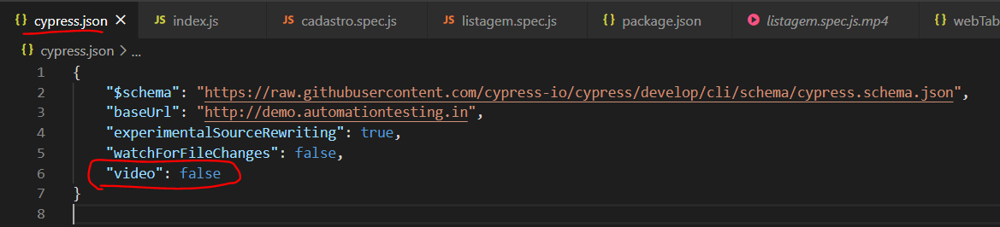 {} cypress.json ×
JS index.js
JS cadastro.spec.js
JS listagem.spec.js
{} package.json
listagem.spec.js.mp4
{} webTab
{} cypress.json > ...
1 {
2 "$schema": "https://raw.githubusercontent.com/cypress-io/cypress/develop/cli/schema/cypress.schema.json",
3 "baseUrl": "http://demo.automationtesting.in",
4 "experimentalSourceRewriting": true,
5 "watchForFileChanges": false,
6 "video": false
7 }
8